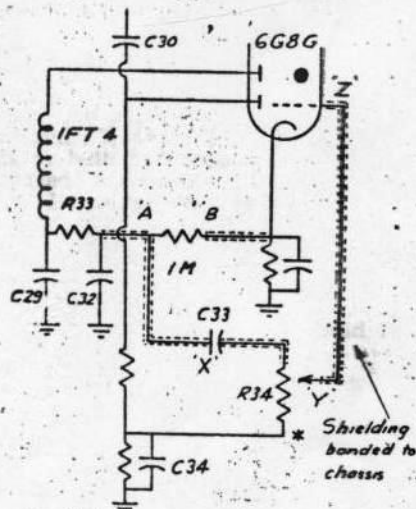 C30
6G8G
"Z"
IFT 4
R33
A
B
C29
C32
1M
C33
"X"
R34
Y
*
Shielding
bonded to
chassis
C34